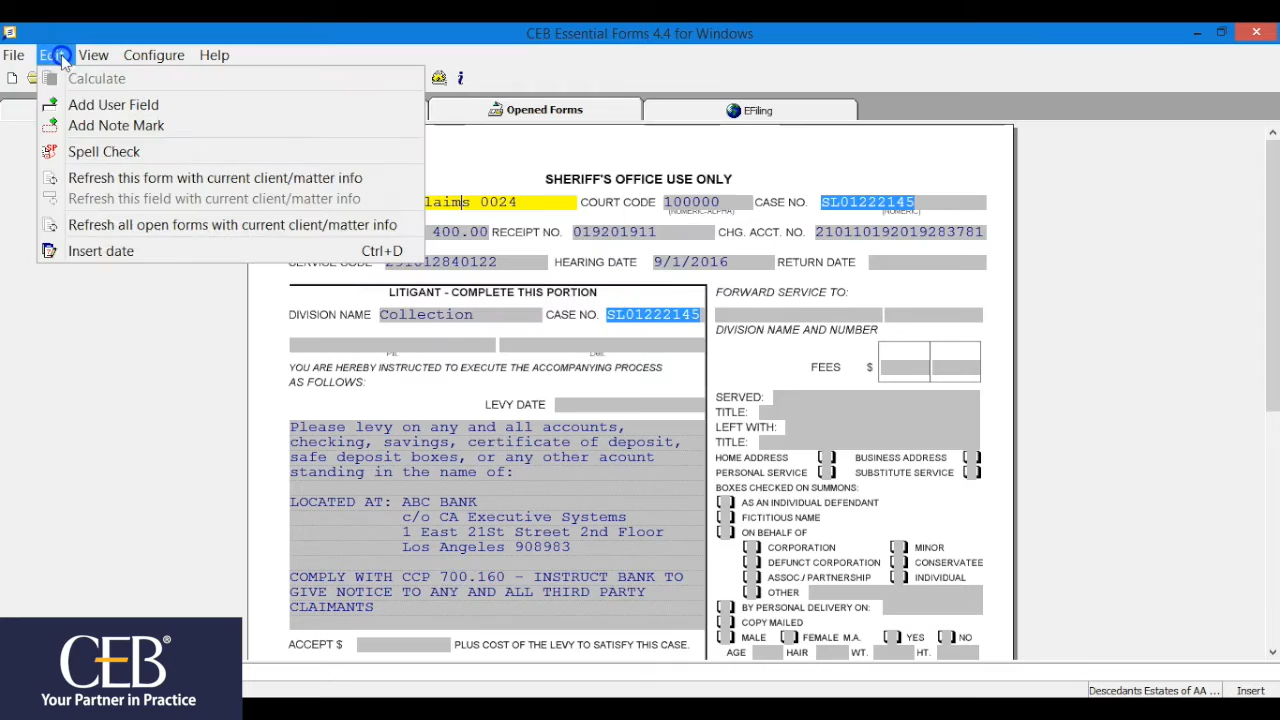 CEB Essential Forms 4.4 for Windows
File Edit View Configure Help
Calculate
Add User Field
Add Note Mark
Spell Check
Refresh this form with current client/matter info
Refresh this field with current client/matter info
Refresh all open forms with current client/matter info
Insert date Ctrl+D
Opened Forms
EFiling
SHERIFF'S OFFICE USE ONLY
laims 0024 COURT CODE 100000 CASE NO. SL01222145
(NUMERIC-ALPHA) (NUMERIC)
400.00 RECEIPT NO. 019201911 CHG. ACCT. NO. 210110192019283781
SERVICE CODE 291012840122 HEARING DATE 9/1/2016 RETURN DATE
LITIGANT - COMPLETE THIS PORTION
DIVISION NAME Collection CASE NO. SL01222145
YOU ARE HEREBY INSTRUCTED TO EXECUTE THE ACCOMPANYING PROCESS
AS FOLLOWS:
LEVY DATE
Please levy on any and all accounts,
checking, savings, certificate of deposit,
safe deposit boxes, or any other acount
standing in the name of:
LOCATED AT: ABC BANK
c/o CA Executive Systems
1 East 21St Street 2nd Floor
Los Angeles 908983
COMPLY WITH CCP 700.160 - INSTRUCT BANK TO
GIVE NOTICE TO ANY AND ALL THIRD PARTY
CLAIMANTS
ACCEPT $ PLUS COST OF THE LEVY TO SATISFY THIS CASE.
FORWARD SERVICE TO:
DIVISION NAME AND NUMBER
FEES $
SERVED:
TITLE:
LEFT WITH:
TITLE:
HOME ADDRESS BUSINESS ADDRESS
PERSONAL SERVICE SUBSTITUTE SERVICE
BOXES CHECKED ON SUMMONS:
AS AN INDIVIDUAL DEFENDANT
FICTITIOUS NAME
ON BEHALF OF
CORPORATION MINOR
DEFUNCT CORPORATION CONSERVATEE
ASSOC./PARTNERSHIP INDIVIDUAL
OTHER
BY PERSONAL DELIVERY ON:
COPY MAILED
MALE FEMALE M.A. YES NO
AGE HAIR WT. HT.
CEB®
Your Partner in Practice
Descedants Estates of AA ... Insert